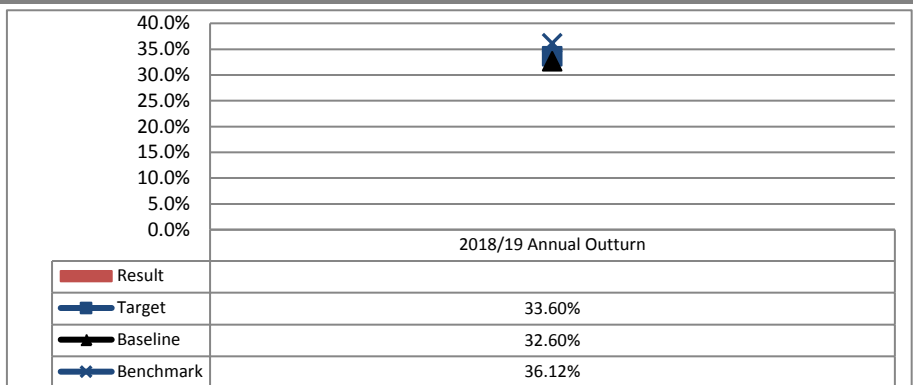 40.0%
35.0%
30.0%
25.0%
20.0%
15.0%
10.0%
5.0%
0.0%
2018/19 Annual Outturn
Result
Target 33.60%
Baseline 32.60%
Benchmark 36.12%